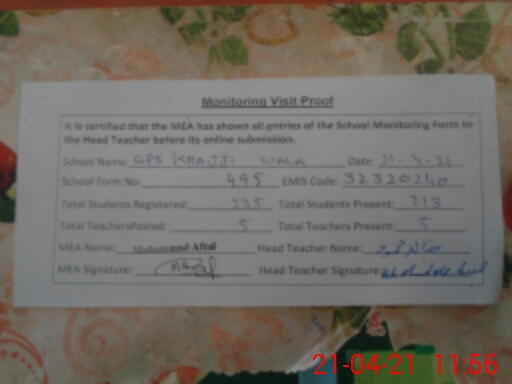 Monitoring Visit Proof
It is certified that the MEA has shown all entries of the School Monitoring Form to
the Head Teacher before its online submission.
School Name: GPS KHAJJI WALA Date: 21-4-21
School Form No: 495 EMIS Code: 32320240
Total Students Registered: 235 Total Students Present: 213
Total Teachers Posted: 5 Total Teachers Present: 5
MEA Name: Muhammad Afzal Head Teacher Name:
MEA Signature: Head Teacher Signature:
21-04-21 11:56